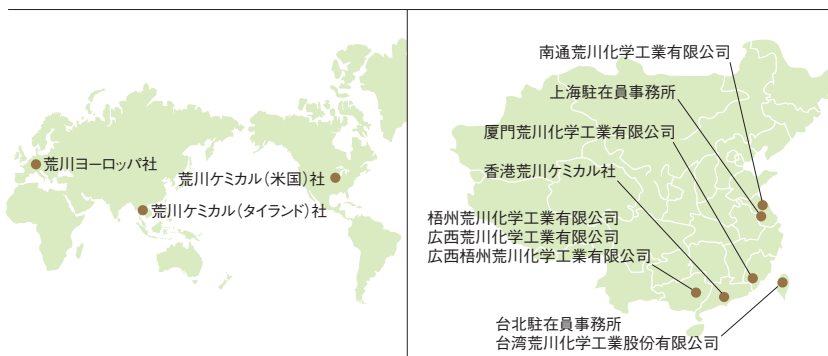 荒川ヨーロッパ社
荒川ケミカル(米国)社
荒川ケミカル(タイランド)社
南通荒川化学工業有限公司
上海駐在員事務所
厦門荒川化学工業有限公司
香港荒川ケミカル社
梧州荒川化学工業有限公司
広西荒川化学工業有限公司
広西梧州荒川化学工業有限公司
台北駐在員事務所
台湾荒川化学工業股份有限公司